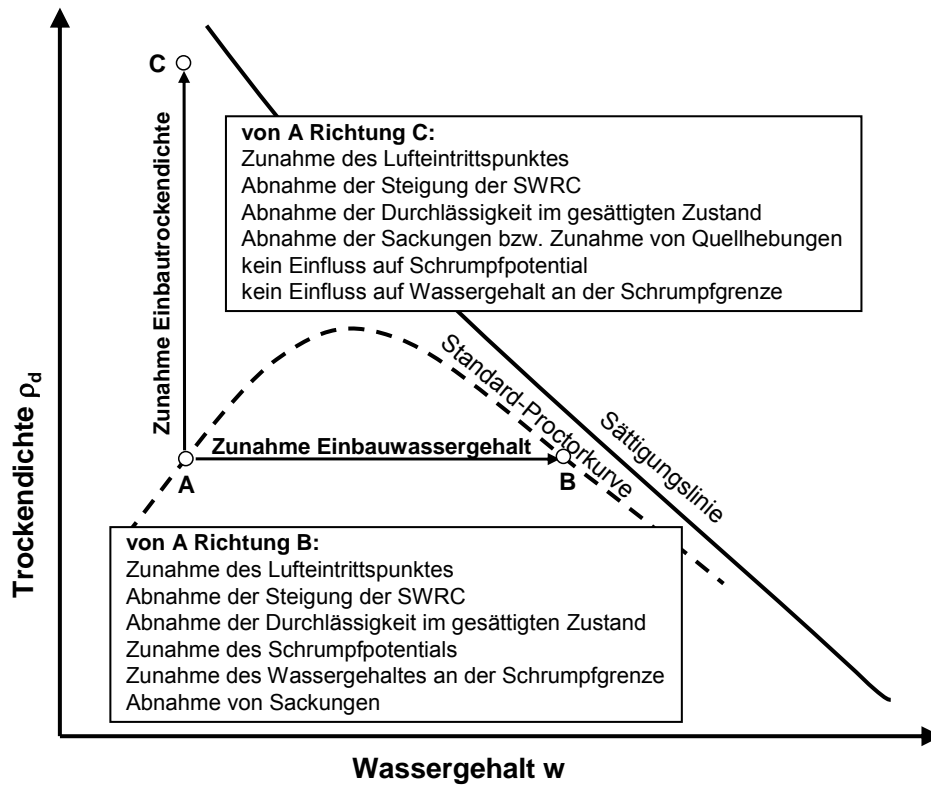 C
von A Richtung C:
Zunahme des Lufteintrittspunktes
Abnahme der Steigung der SWRC
Abnahme der Durchlässigkeit im gesättigten Zustand
Abnahme der Sackungen bzw. Zunahme von Quellhebungen
kein Einfluss auf Schrumpfpotential
kein Einfluss auf Wassergehalt an der Schrumpfgrenze
Zunahme Einbautrockendichte
Trockendichte ρd
Standard-Proctorkurve
Sättigungslinie
Zunahme Einbauwassergehalt
A
B
von A Richtung B:
Zunahme des Lufteintrittspunktes
Abnahme der Steigung der SWRC
Abnahme der Durchlässigkeit im gesättigten Zustand
Zunahme des Schrumpfpotentials
Zunahme des Wassergehaltes an der Schrumpfgrenze
Abnahme von Sackungen
Wassergehalt w